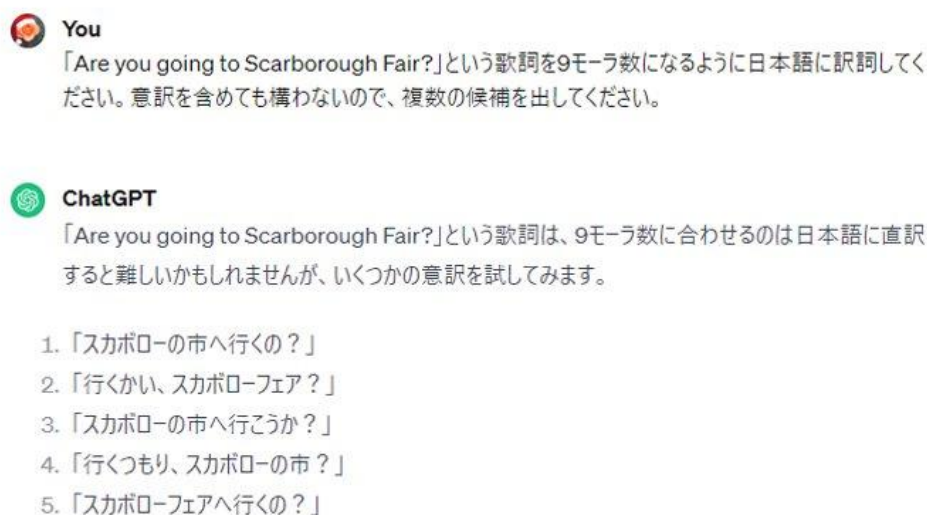 You
「Are you going to Scarborough Fair?」という歌詞を9モーラ数になるように日本語に訳詞してく
ださい。意訳を含めても構わないので、複数の候補を出してください。
ChatGPT
「Are you going to Scarborough Fair?」という歌詞は、9モーラ数に合わせるのは日本語に直訳
すると難しいかもしれませんが、いくつかの意訳を試してみます。
1. 「スカボローの市へ行くの？」
2. 「行くかい、スカボローフェア？」
3. 「スカボローの市へ行こうか？」
4. 「行くつもり、スカボローの市？」
5. 「スカボローフェアへ行くの？」